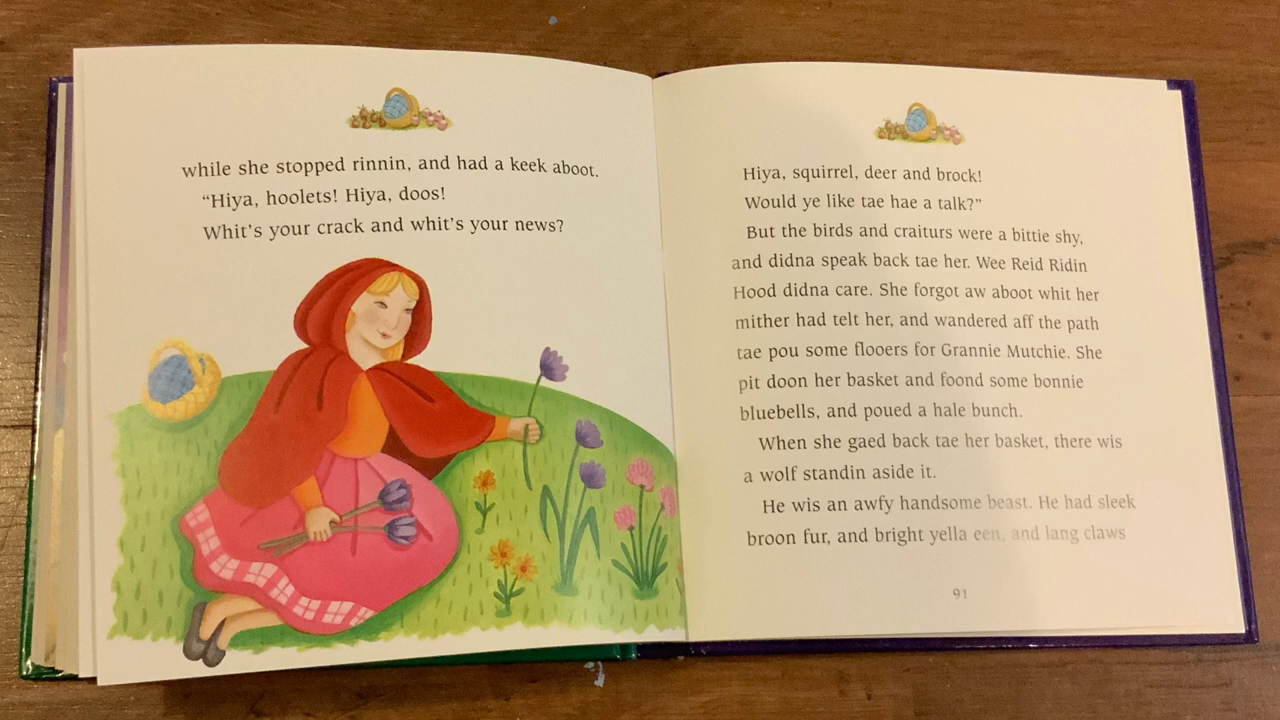 while she stopped rinnin, and had a keek aboot.
“Hiya, hoolets! Hiya, doos!
Whit’s your crack and whit’s your news?
Hiya, squirrel, deer and brock!
Would ye like tae hae a talk?”
But the birds and craiturs were a bittie shy,
and didna speak back tae her. Wee Reid Ridin
Hood didna care. She forgot aw aboot whit her
mither had telt her, and wandered aff the path
tae pou some flooers for Grannie Mutchie. She
pit doon her basket and foond some bonnie
bluebells, and poued a hale bunch.
When she gaed back tae her basket, there wis
a wolf standin aside it.
He wis an awfy handsome beast. He had sleek
broon fur, and bright yella een, and lang claws
91